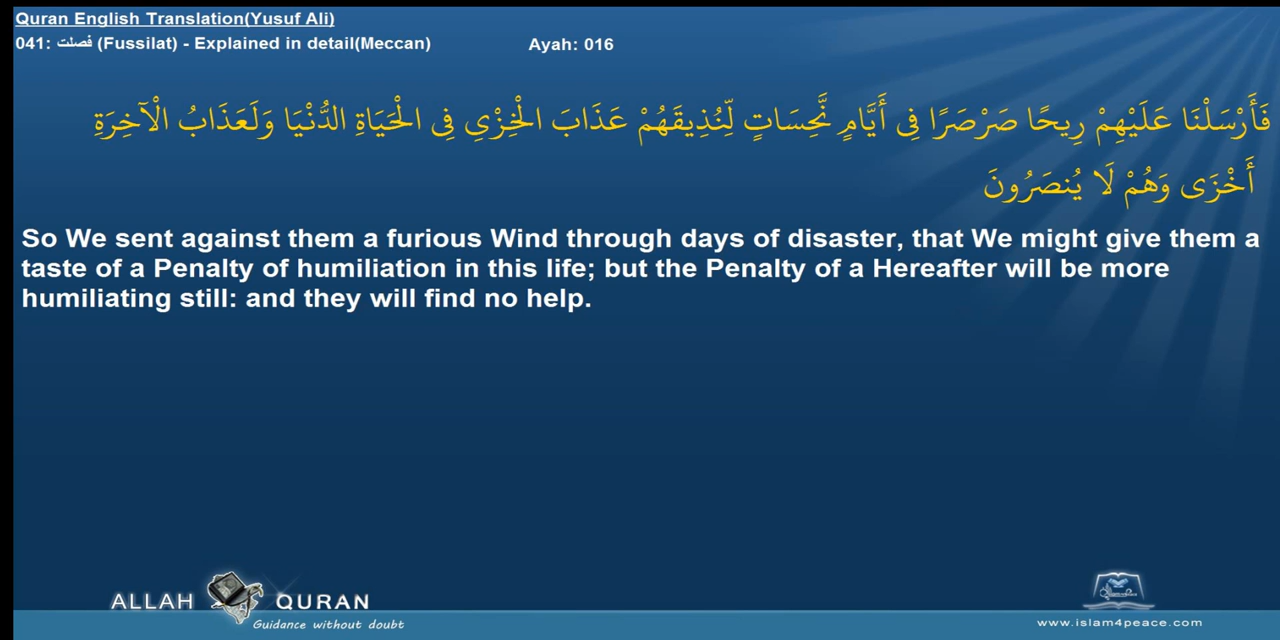 Quran English Translation(Yusuf Ali)
041: فصلت (Fussilat) - Explained in detail(Meccan) Ayah: 016
فَأَرْسَلْنَا عَلَيْهِمْ رِيحًا صَرْصَرًا فِي أَيَّامٍ نَّحِسَاتٍ لِّنُذِيقَهُمْ عَذَابَ الْخِزْيِ فِي الْحَيَاةِ الدُّنْيَا وَلَعَذَابُ الْآخِرَةِ
أَخْزَى وَهُمْ لَا يُنصَرُونَ
So We sent against them a furious Wind through days of disaster, that We might give them a
taste of a Penalty of humiliation in this life; but the Penalty of a Hereafter will be more
humiliating still: and they will find no help.
ALLAH QURAN
Guidance without doubt
www.islam4peace.com